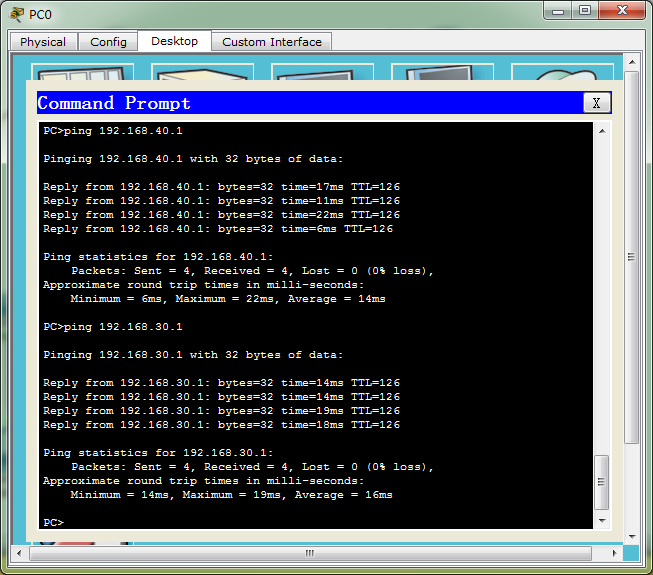 PC0
Physical Config Desktop Custom Interface
Command Prompt X
PC>ping 192.168.40.1
Pinging 192.168.40.1 with 32 bytes of data:
Reply from 192.168.40.1: bytes=32 time=17ms TTL=126
Reply from 192.168.40.1: bytes=32 time=11ms TTL=126
Reply from 192.168.40.1: bytes=32 time=22ms TTL=126
Reply from 192.168.40.1: bytes=32 time=6ms TTL=126
Ping statistics for 192.168.40.1:
Packets: Sent = 4, Received = 4, Lost = 0 (0% loss),
Approximate round trip times in milli-seconds:
Minimum = 6ms, Maximum = 22ms, Average = 14ms
PC>ping 192.168.30.1
Pinging 192.168.30.1 with 32 bytes of data:
Reply from 192.168.30.1: bytes=32 time=14ms TTL=126
Reply from 192.168.30.1: bytes=32 time=14ms TTL=126
Reply from 192.168.30.1: bytes=32 time=19ms TTL=126
Reply from 192.168.30.1: bytes=32 time=18ms TTL=126
Ping statistics for 192.168.30.1:
Packets: Sent = 4, Received = 4, Lost = 0 (0% loss),
Approximate round trip times in milli-seconds:
Minimum = 14ms, Maximum = 19ms, Average = 16ms
PC>